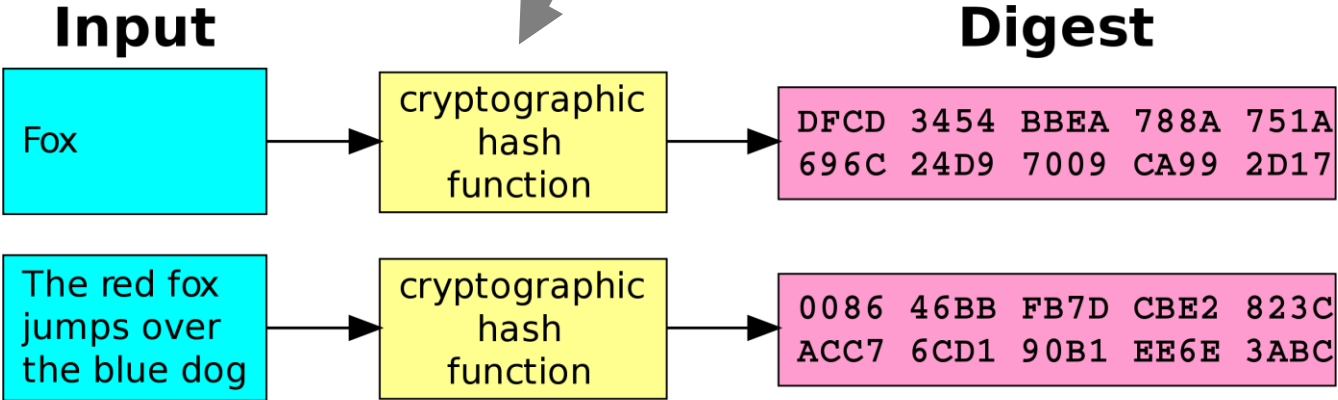 Input
Digest
Fox
cryptographic
hash
function
DFCD 3454 BBEA 788A 751A
696C 24D9 7009 CA99 2D17
The red fox
jumps over
the blue dog
cryptographic
hash
function
0086 46BB FB7D CBE2 823C
ACC7 6CD1 90B1 EE6E 3ABC